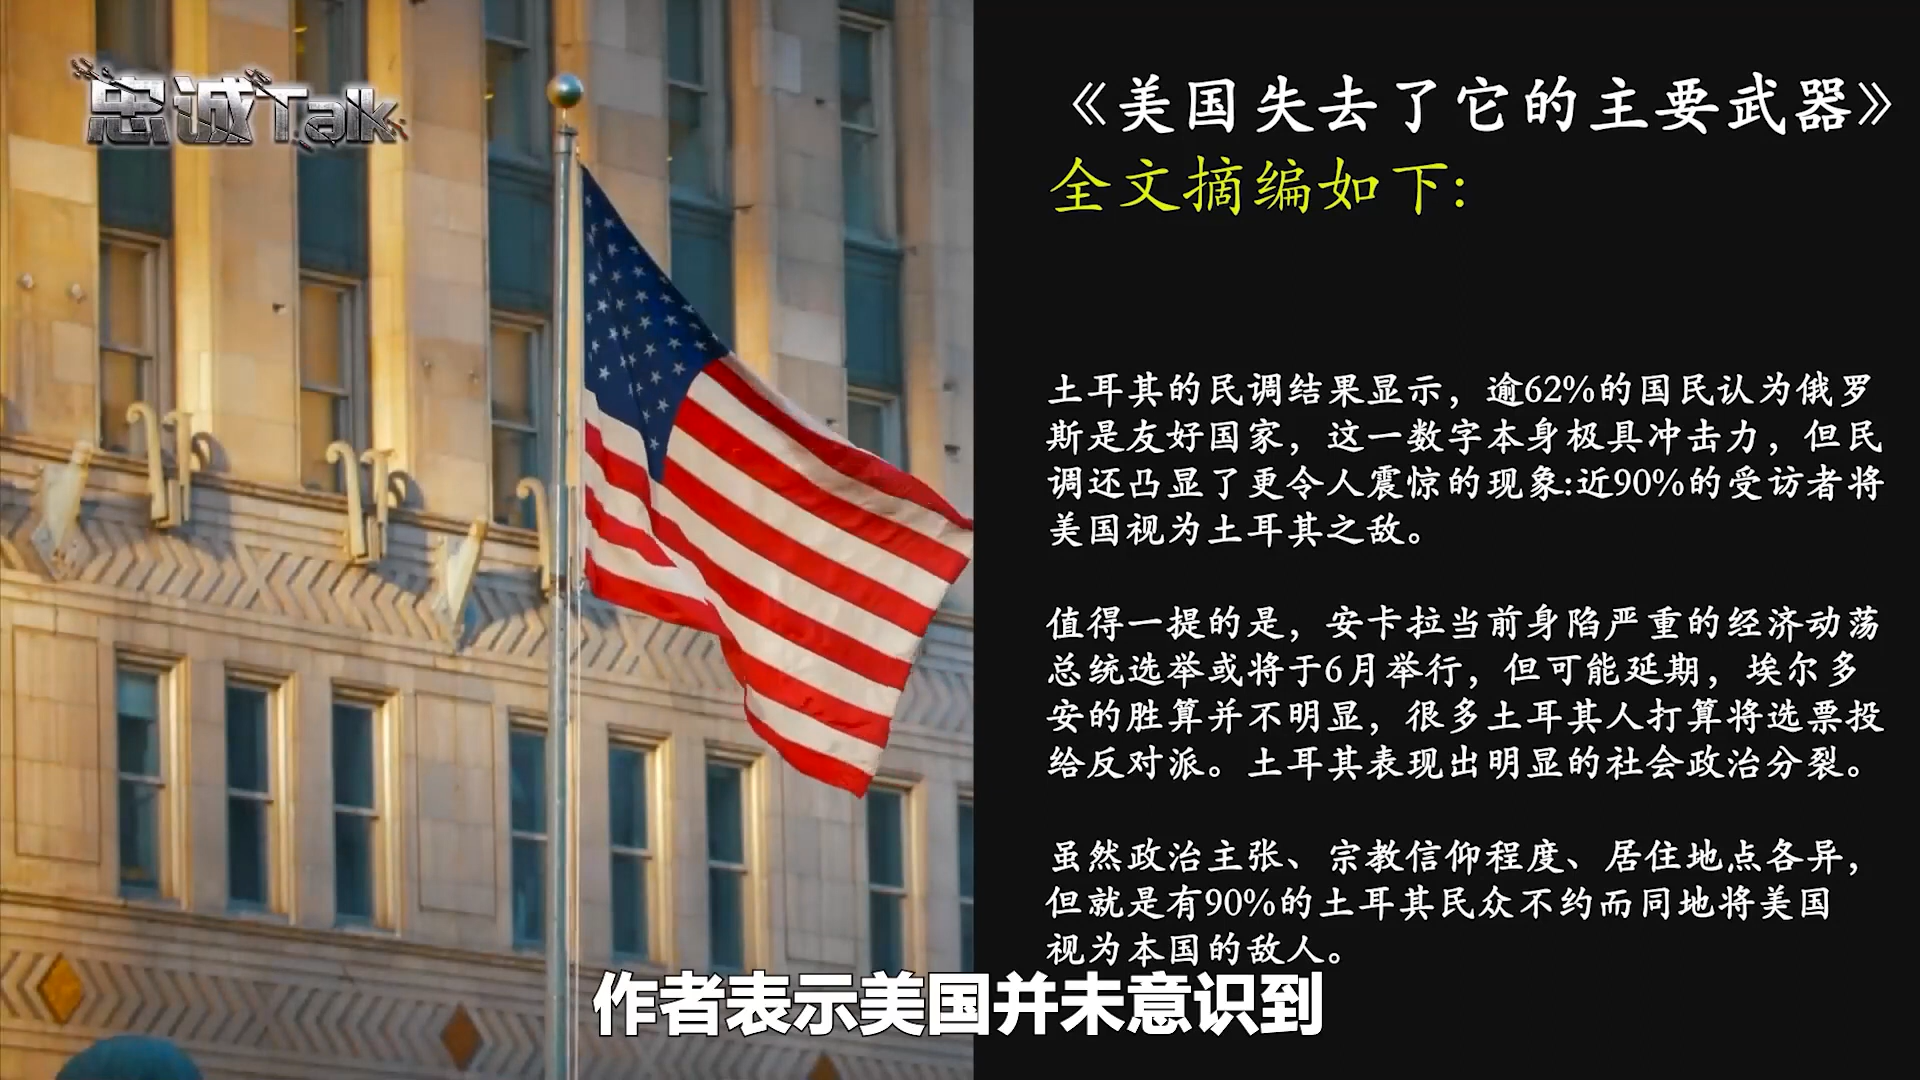 忠诚Talk
《美国失去了它的主要武器》
全文摘编如下:
土耳其的民调结果显示，逾62%的国民认为俄罗
斯是友好国家，这一数字本身极具冲击力，但民
调还凸显了更令人震惊的现象:近90%的受访者将
美国视为土耳其之敌。
值得一提的是，安卡拉当前身陷严重的经济动荡
总统选举或将于6月举行，但可能延期，埃尔多
安的胜算并不明显，很多土耳其人打算将选票投
给反对派。土耳其表现出明显的社会政治分裂。
虽然政治主张、宗教信仰程度、居住地点各异，
但就是有90%的土耳其民众不约而同地将美国
视为本国的敌人。
作者表示美国并未意识到